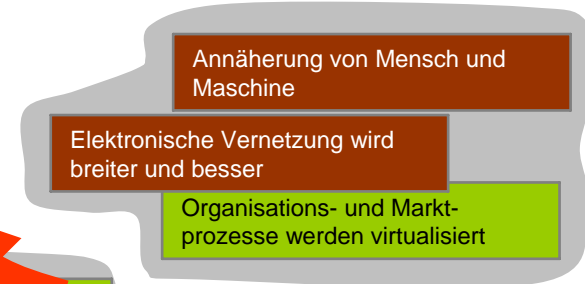 Annäherung von Mensch und
Maschine
Elektronische Vernetzung wird
breiter und besser
Organisations- und Markt-
prozesse werden virtualisiert